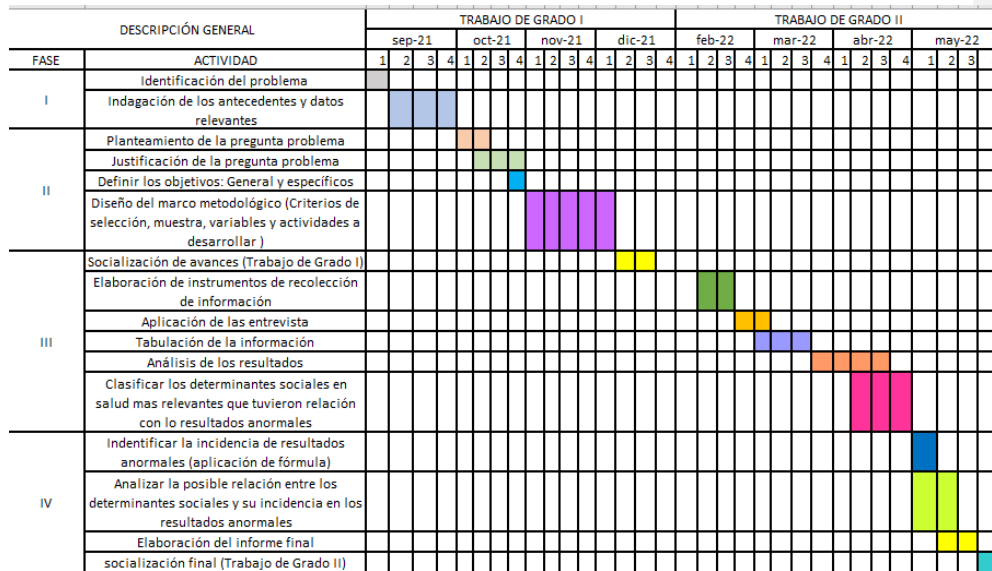 DESCRIPCIÓN GENERAL
TRABAJO DE GRADO I TRABAJO DE GRADO II
sep-21 oct-21 nov-21 dic-21 feb-22 mar-22 abr-22 may-22
FASE ACTIVIDAD 1 2 3 4 1 2 3 4 1 2 3 4 1 2 3 4 1 2 3 4 1 2 3 4 1 2 3 4 1 2 3
I
Identificación del problema
Indagación de los antecedentes y datos
relevantes
II
Planteamiento de la pregunta problema
Justificación de la pregunta problema
Definir los objetivos: General y específicos
Diseño del marco metodológico (Criterios de
selección, muestra, variables y actividades a
desarrollar )
III
Socialización de avances (Trabajo de Grado I)
Elaboración de instrumentos de recolección
de información
Aplicación de las entrevista
Tabulación de la información
Análisis de los resultados
Clasificar los determinantes sociales en
salud mas relevantes que tuvieron relación
con lo resultados anormales
IV
Indentificar la incidencia de resultados
anormales (aplicación de fórmula)
Analizar la posible relación entre los
determinantes sociales y su incidencia en los
resultados anormales
Elaboración del informe final
socialización final (Trabajo de Grado II)